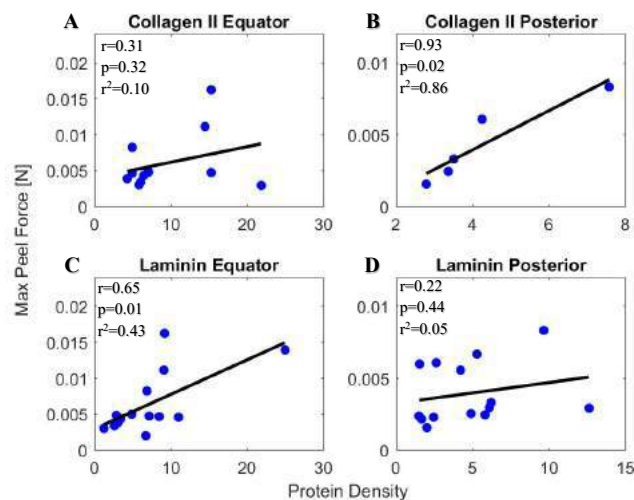 A
Collagen II Equator
r=0.31
p=0.32
r²=0.10
0.02
0.015
0.01
0.005
0
0
10
20
30
B
Collagen II Posterior
r=0.93
p=0.02
r²=0.86
0.01
0.005
0
2
4
6
8
Max Peel Force [N]
C
Laminin Equator
r=0.65
p=0.01
r²=0.43
0.02
0.015
0.01
0.005
0
0
10
20
30
D
Laminin Posterior
r=0.22
p=0.44
r²=0.05
0.01
0.005
0
0
5
10
15
Protein Density